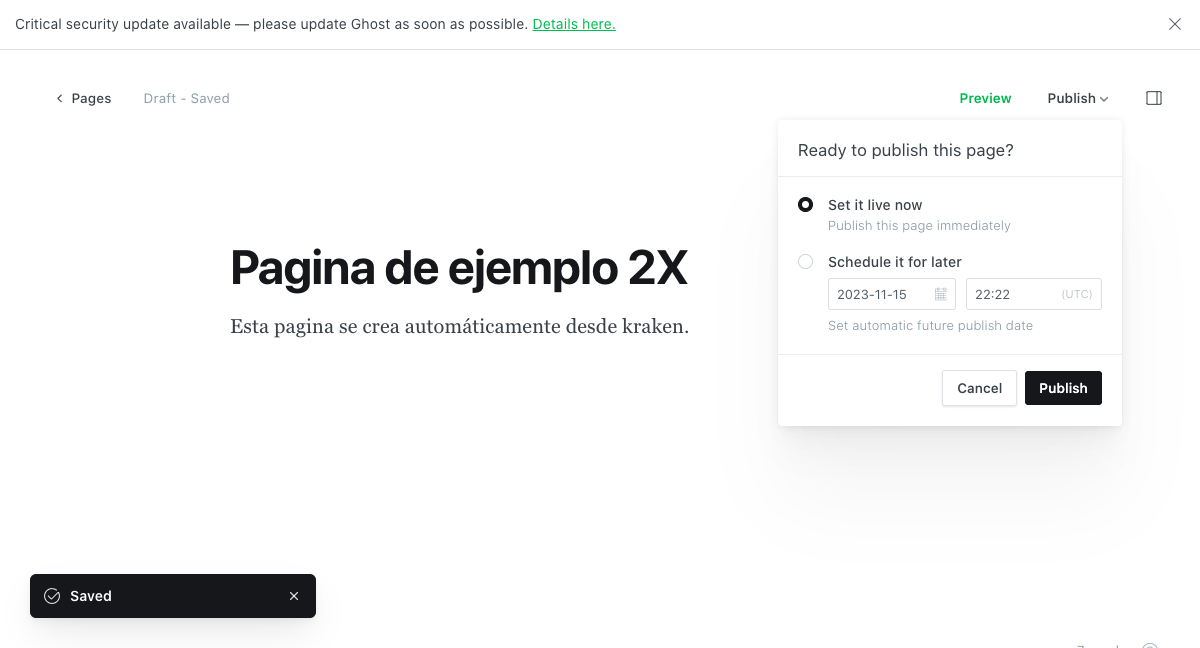 Critical security update available — please update Ghost as soon as possible. Details here.
Pages
Draft - Saved
Preview
Publish
Ready to publish this page?
Set it live now
Publish this page immediately
Schedule it for later
2023-11-15
22:22
(UTC)
Set automatic future publish date
Cancel
Publish
Pagina de ejemplo 2X
Esta pagina se crea automáticamente desde kraken.
Saved